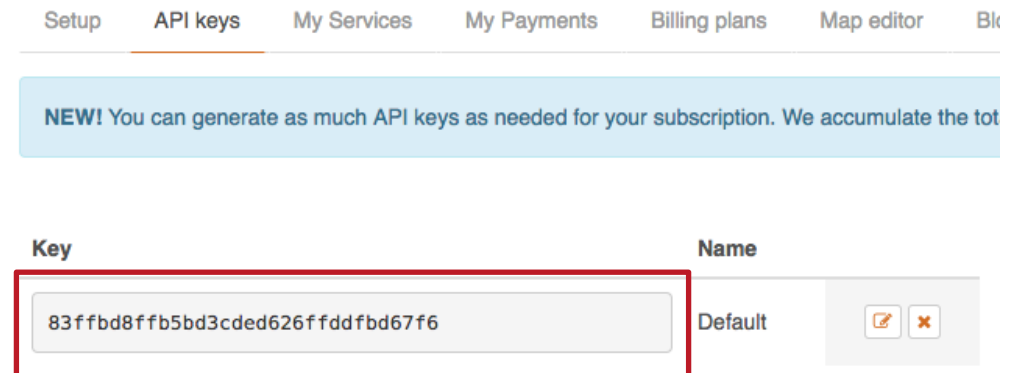 Setup API keys My Services My Payments Billing plans Map editor Blo
NEW! You can generate as much API keys as needed for your subscription. We accumulate the tot
Key Name
83ffbd8ffb5bd3cded626ffddfbd67f6 Default